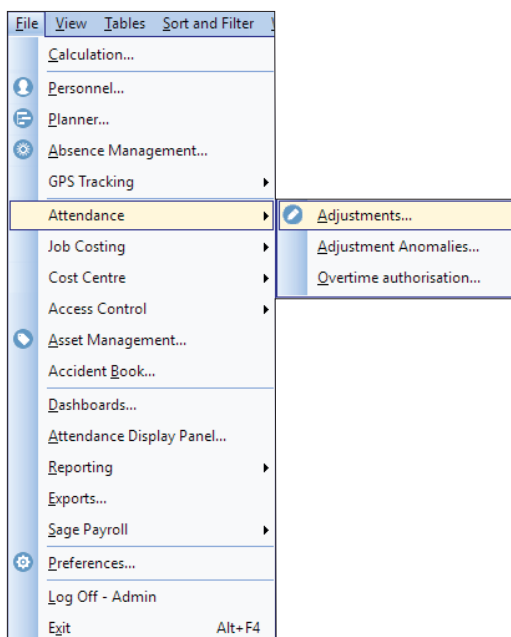 File View Tables Sort and Filter
Calculation...
Personnel...
Planner...
Absence Management...
GPS Tracking
Attendance
Adjustments...
Adjustment Anomalies...
Overtime authorisation...
Job Costing
Cost Centre
Access Control
Asset Management...
Accident Book...
Dashboards...
Attendance Display Panel...
Reporting
Exports...
Sage Payroll
Preferences...
Log Off - Admin
Exit Alt+F4